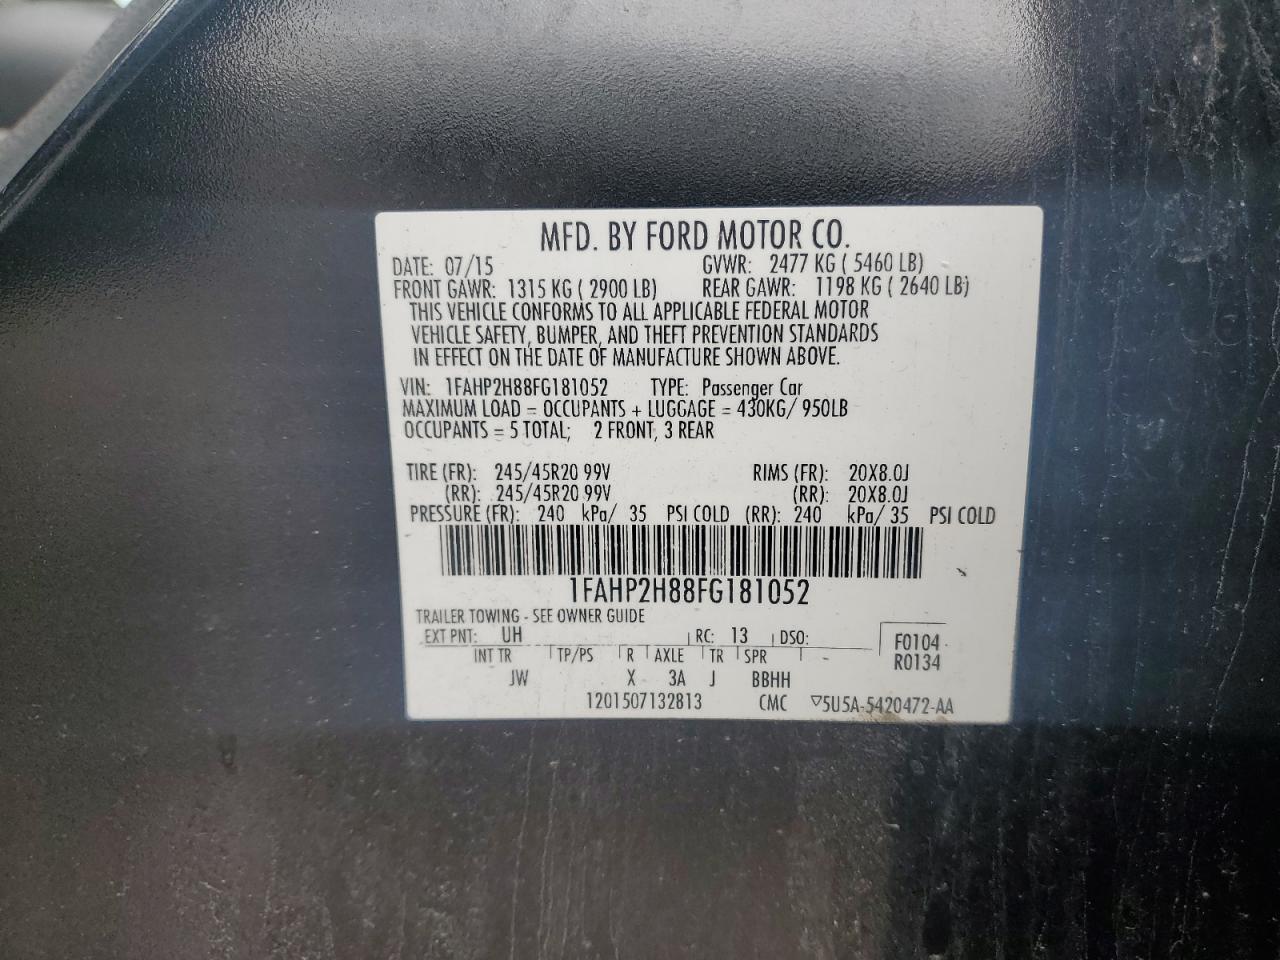 MFD. BY FORD MOTOR CO.
DATE: 07/15 GVWR: 2477 KG ( 5460 LB)
FRONT GAWR: 1315 KG ( 2900 LB) REAR GAWR: 1198 KG ( 2640 LB)
THIS VEHICLE CONFORMS TO ALL APPLICABLE FEDERAL MOTOR
VEHICLE SAFETY, BUMPER, AND THEFT PREVENTION STANDARDS
IN EFFECT ON THE DATE OF MANUFACTURE SHOWN ABOVE.
VIN: 1FAHP2H88FG181052 TYPE: Passenger Car
MAXIMUM LOAD = OCCUPANTS + LUGGAGE = 430KG/ 950LB
OCCUPANTS = 5 TOTAL; 2 FRONT, 3 REAR
TIRE (FR): 245/45R20 99V RIMS (FR): 20X8.0J
(RR): 245/45R20 99V (RR): 20X8.0J
PRESSURE (FR): 240 kPa/ 35 PSI COLD (RR): 240 kPa/ 35 PSI COLD
1FAHP2H88FG181052
TRAILER TOWING - SEE OWNER GUIDE
EXT PNT: UH RC: 13 DSO: F0104
INT TR TP/PS R AXLE TR SPR R0134
JW X 3A J BBHH
1201507132813 CMC ▽5U5A-5420472-AA